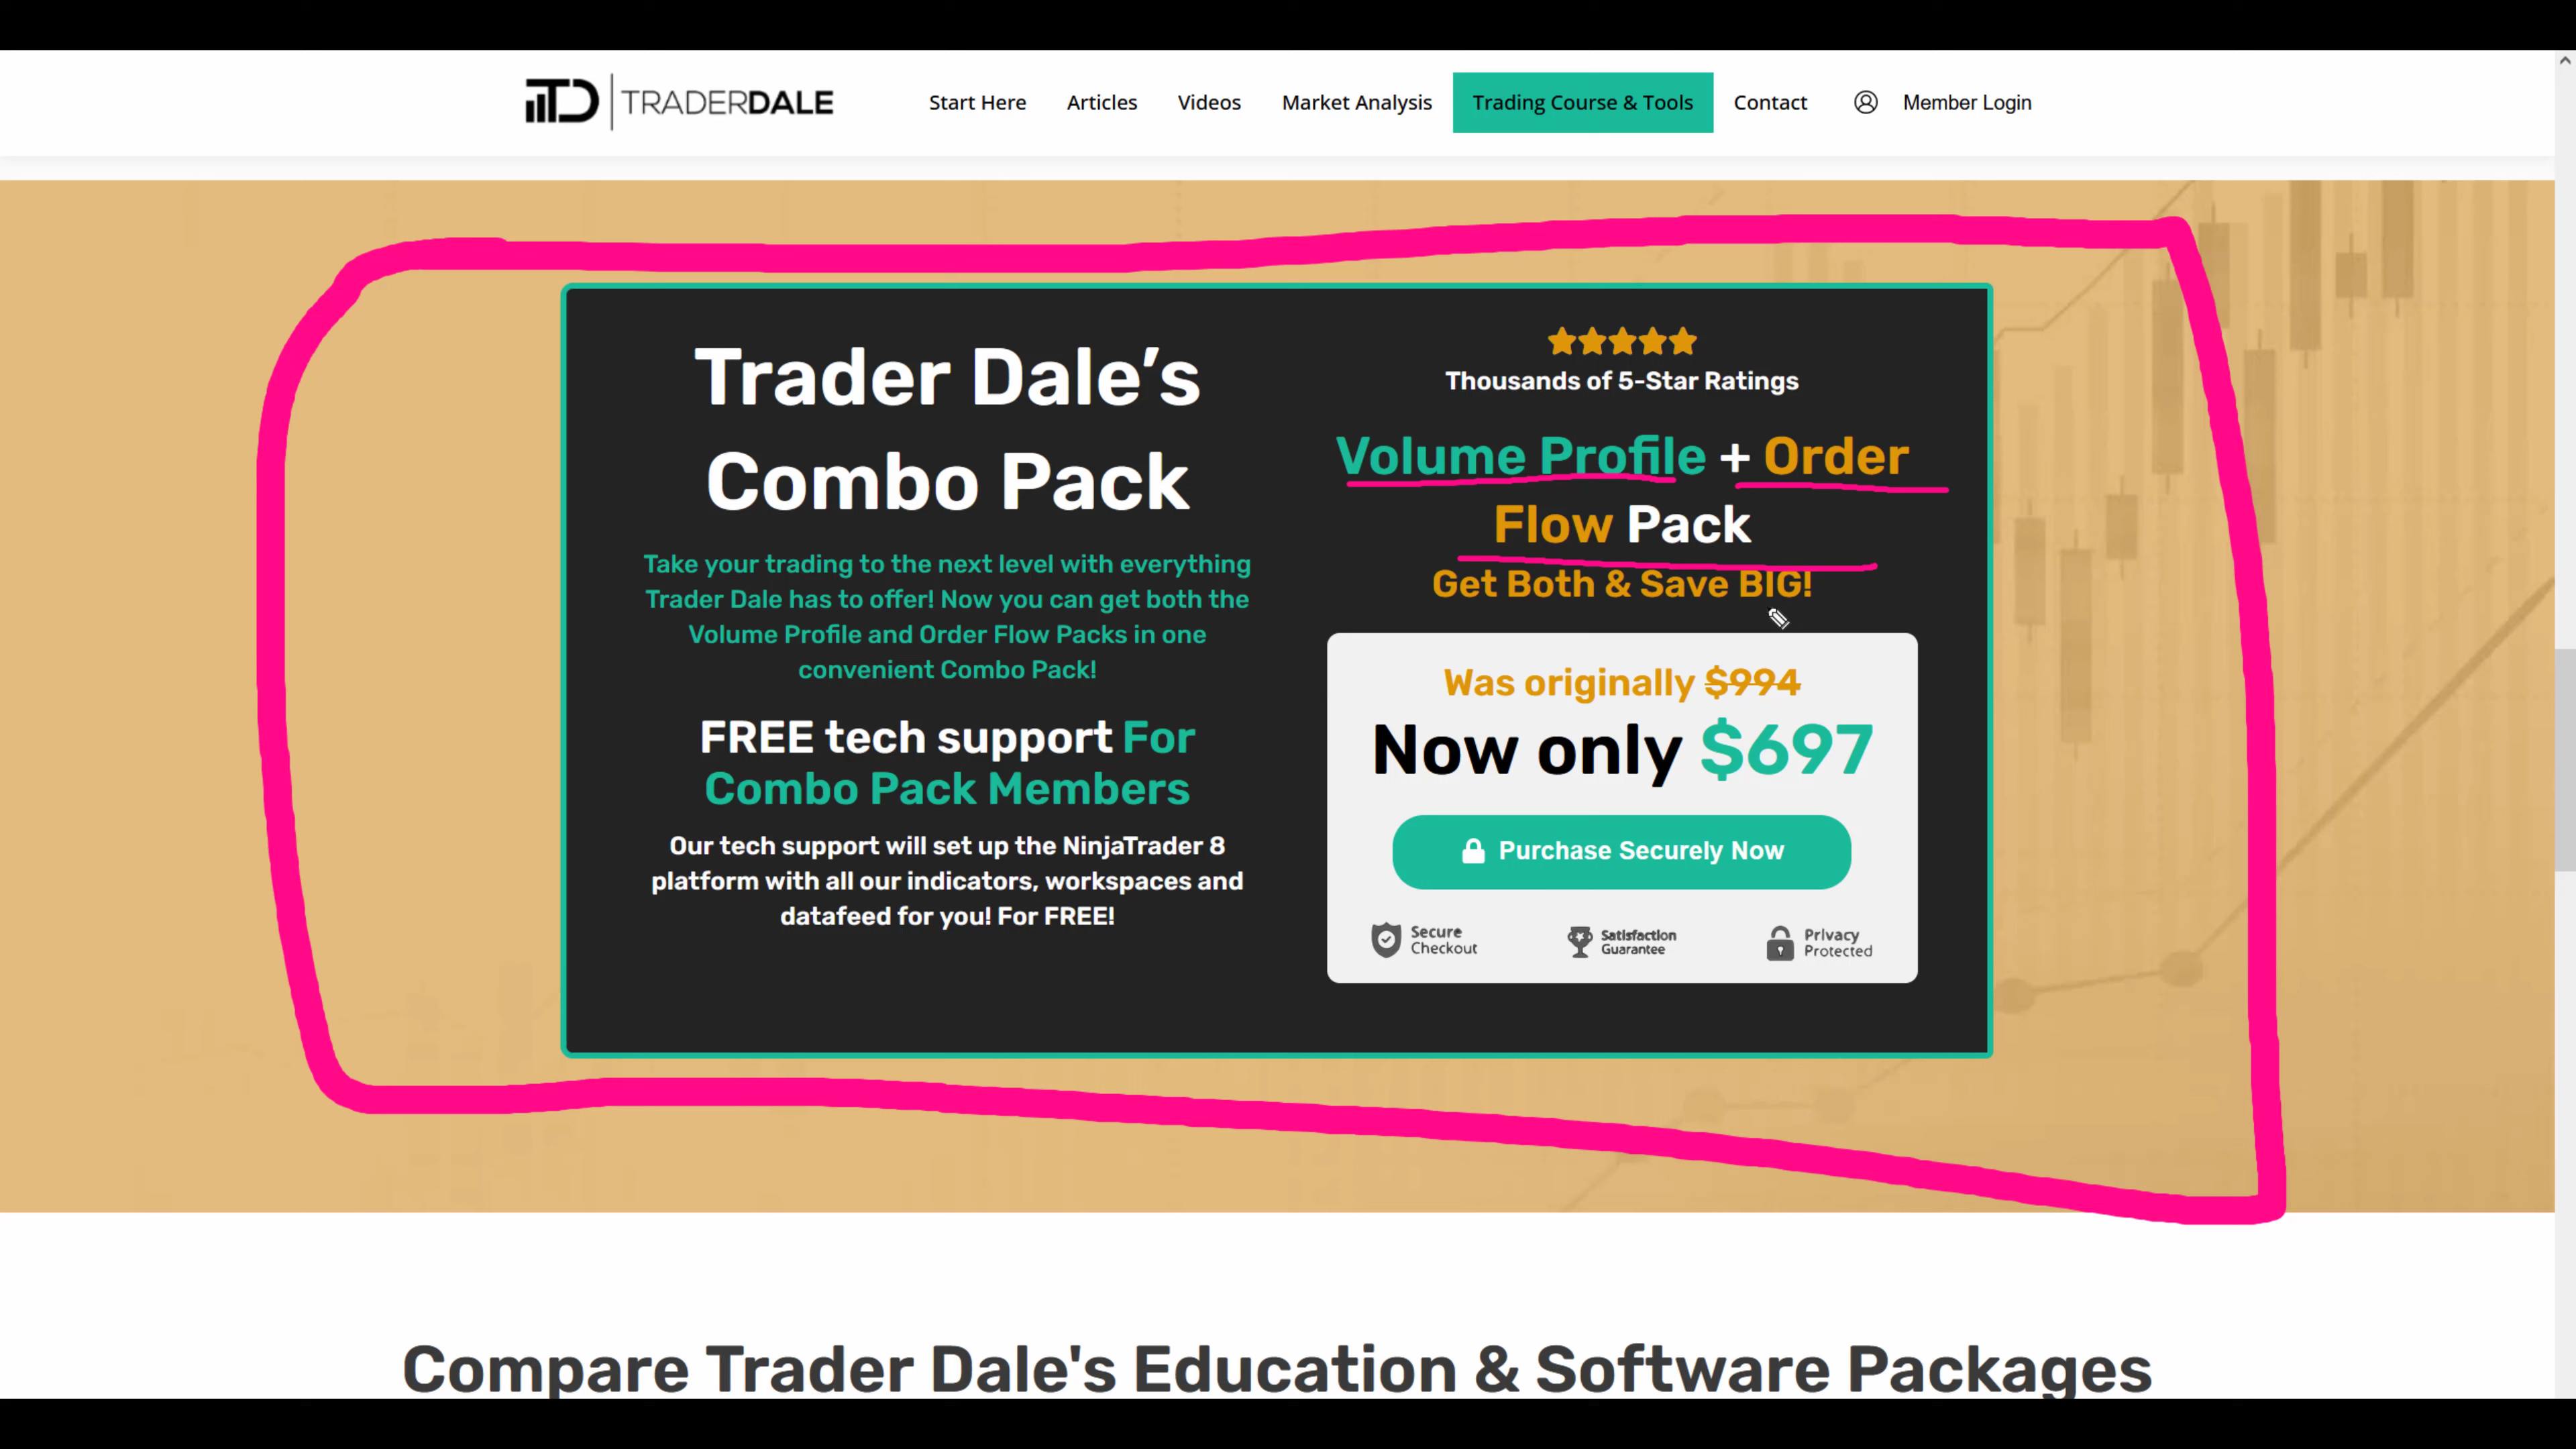 TRADERDALE
Start Here
Articles
Videos
Market Analysis
Trading Course & Tools
Contact
Member Login
Trader Dale’s
Combo Pack
Take your trading to the next level with everything
Trader Dale has to offer! Now you can get both the
Volume Profile and Order Flow Packs in one
convenient Combo Pack!
FREE tech support For
Combo Pack Members
Our tech support will set up the NinjaTrader 8
platform with all our indicators, workspaces and
datafeed for you! For FREE!
Thousands of 5-Star Ratings
Volume Profile + Order
Flow Pack
Get Both & Save BIG!
Was originally $994
Now only $697
Purchase Securely Now
Secure
Checkout
Satisfaction
Guarantee
Privacy
Protected
Compare Trader Dale's Education & Software Packages